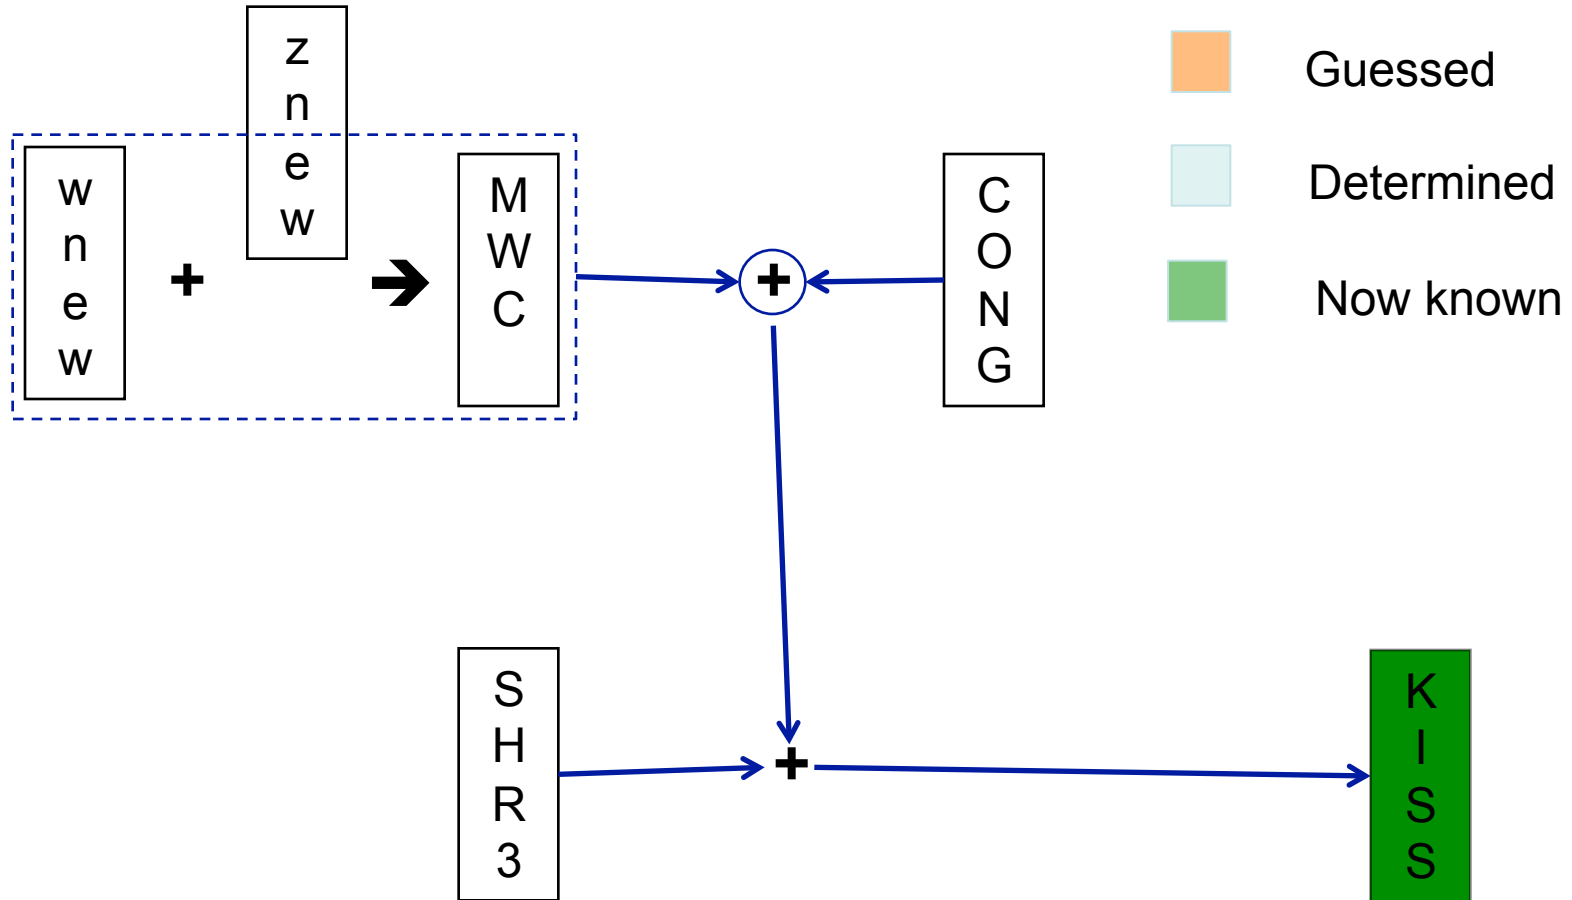 z
n
e
w
w
n
e
w
+
➔
M
W
C
+
C
O
N
G
Guessed
Determined
Now known
S
H
R
3
+
K
I
S
S